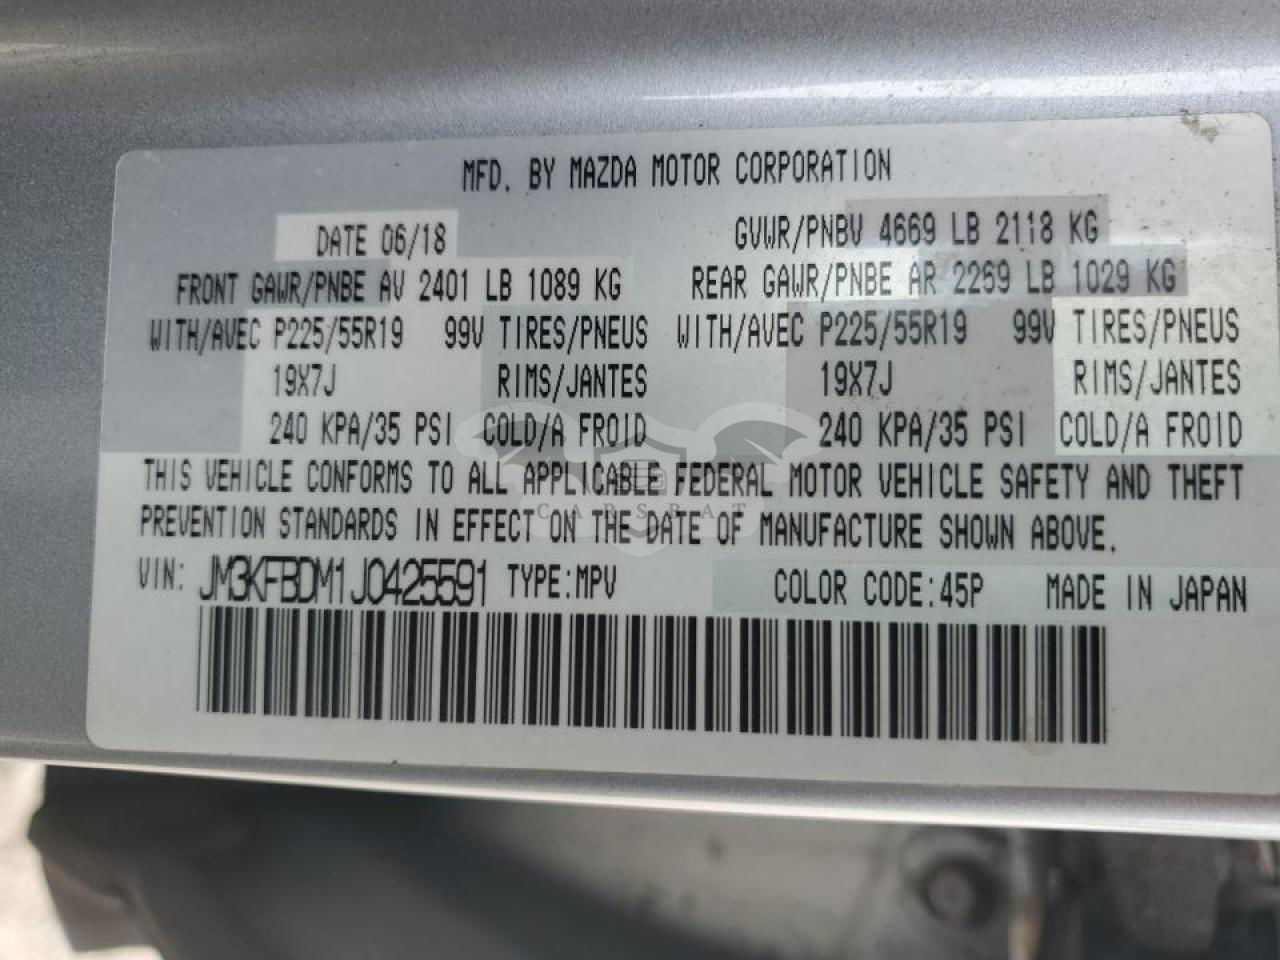 MFD. BY MAZDA MOTOR CORPORATION
DATE 06/18 GVWR/PNBV 4669 LB 2118 KG
FRONT GAWR/PNBE AV 2401 LB 1089 KG REAR GAWR/PNBE AR 2269 LB 1029 KG
WITH/AVEC P225/55R19 99V TIRES/PNEUS WITH/AVEC P225/55R19 99V TIRES/PNEUS
19X7J RIMS/JANTES 19X7J RIMS/JANTES
240 KPA/35 PSI COLD/A FROID 240 KPA/35 PSI COLD/A FROID
THIS VEHICLE CONFORMS TO ALL APPLICABLE FEDERAL MOTOR VEHICLE SAFETY AND THEFT
CARSBAT
PREVENTION STANDARDS IN EFFECT ON THE DATE OF MANUFACTURE SHOWN ABOVE.
VIN: JM3KFBDM1J0425591 TYPE:MPV COLOR CODE:45P MADE IN JAPAN